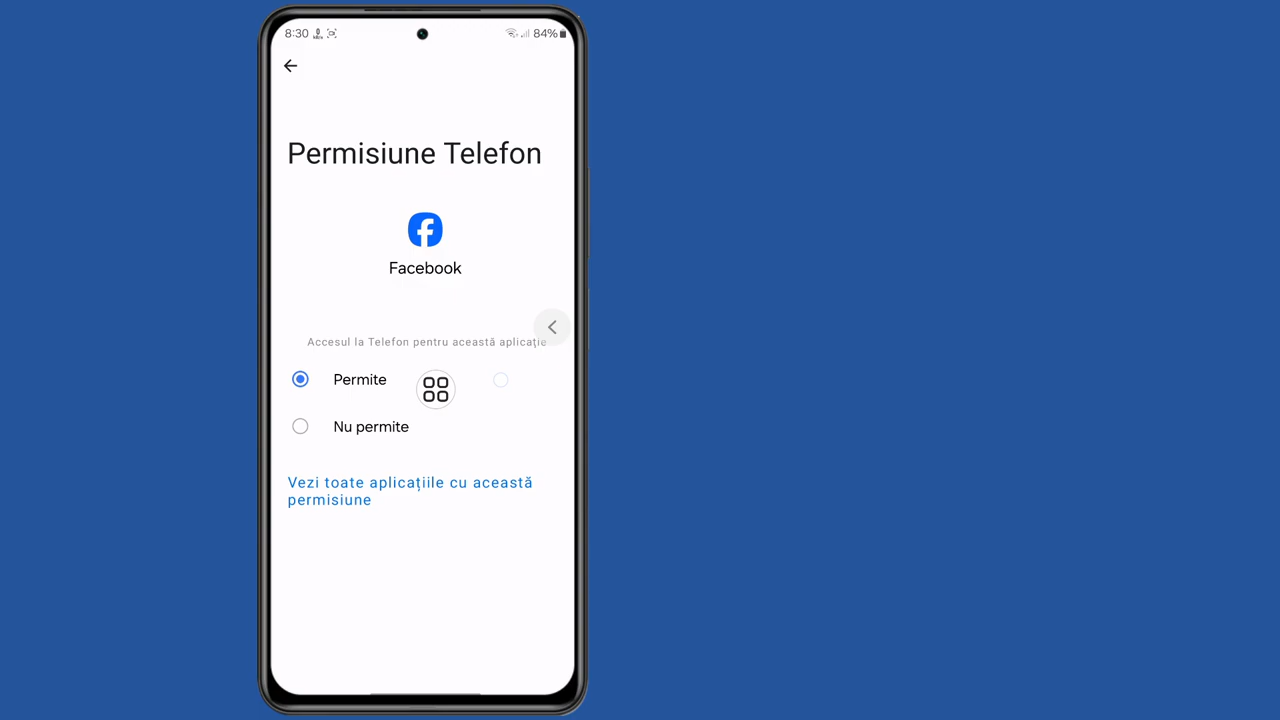 8:30
84%
Permisiune Telefon
Facebook
Accesul la Telefon pentru această aplicație
Permite
Nu permite
Vezi toate aplicațiile cu această
permisiune